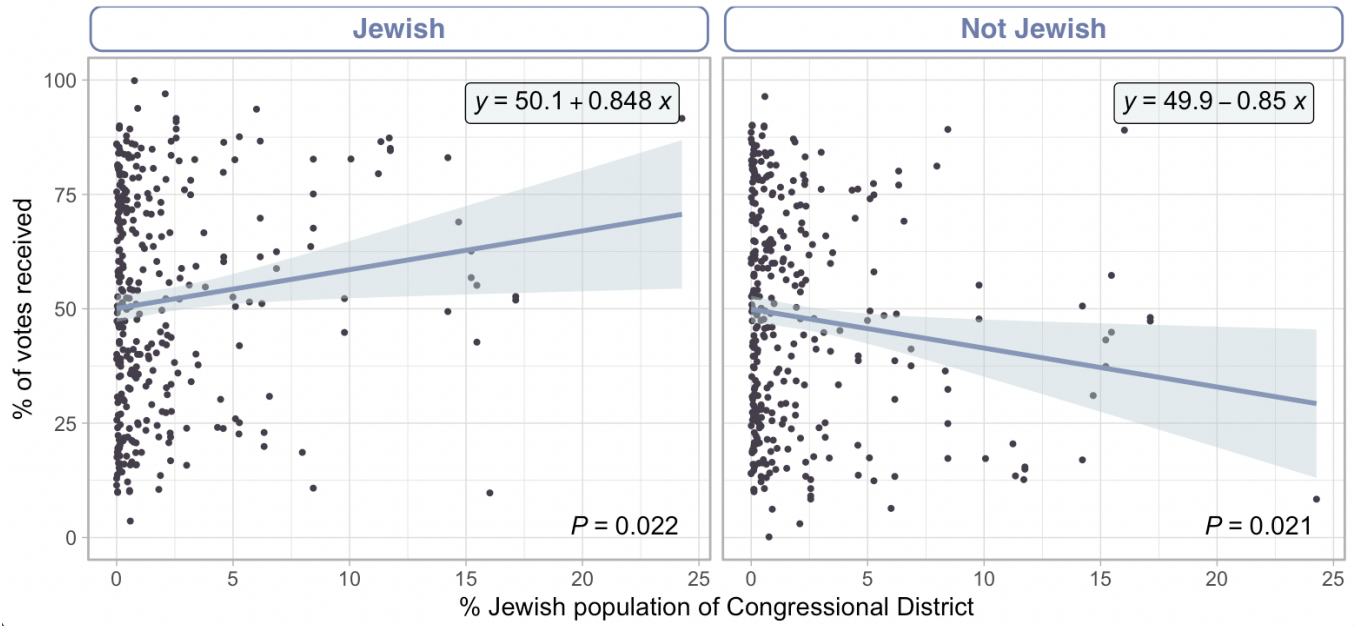 Jewish
Not Jewish
y = 50.1 + 0.848 x
y = 49.9 – 0.85 x
100
75
50
25
0
% of votes received
P = 0.022
P = 0.021
0 5 10 15 20 25
0 5 10 15 20 25
% Jewish population of Congressional District